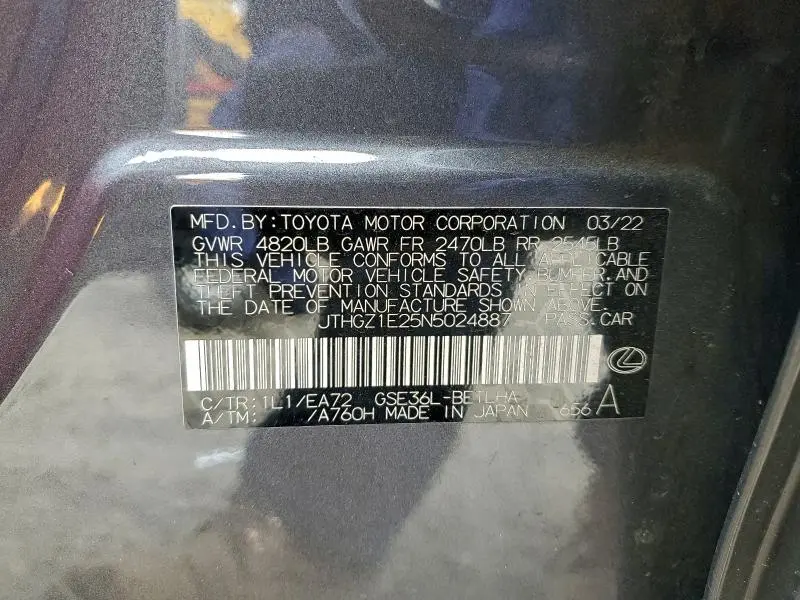 MFD. BY: TOYOTA MOTOR CORPORATION 03/22
GVWR 4820LB GAWR FR 2470LB RR 2545LB
THIS VEHICLE CONFORMS TO ALL APPLICABLE
FEDERAL MOTOR VEHICLE SAFETY, BUMPER, AND
THEFT PREVENTION STANDARDS IN EFFECT ON
THE DATE OF MANUFACTURE SHOWN ABOVE.
JTHGZ1E25N5024887 PASS.CAR
C/TR: 1L1/EA72 GSE36L-BETLHA
A/TM: /A760H MADE IN JAPAN 656 A